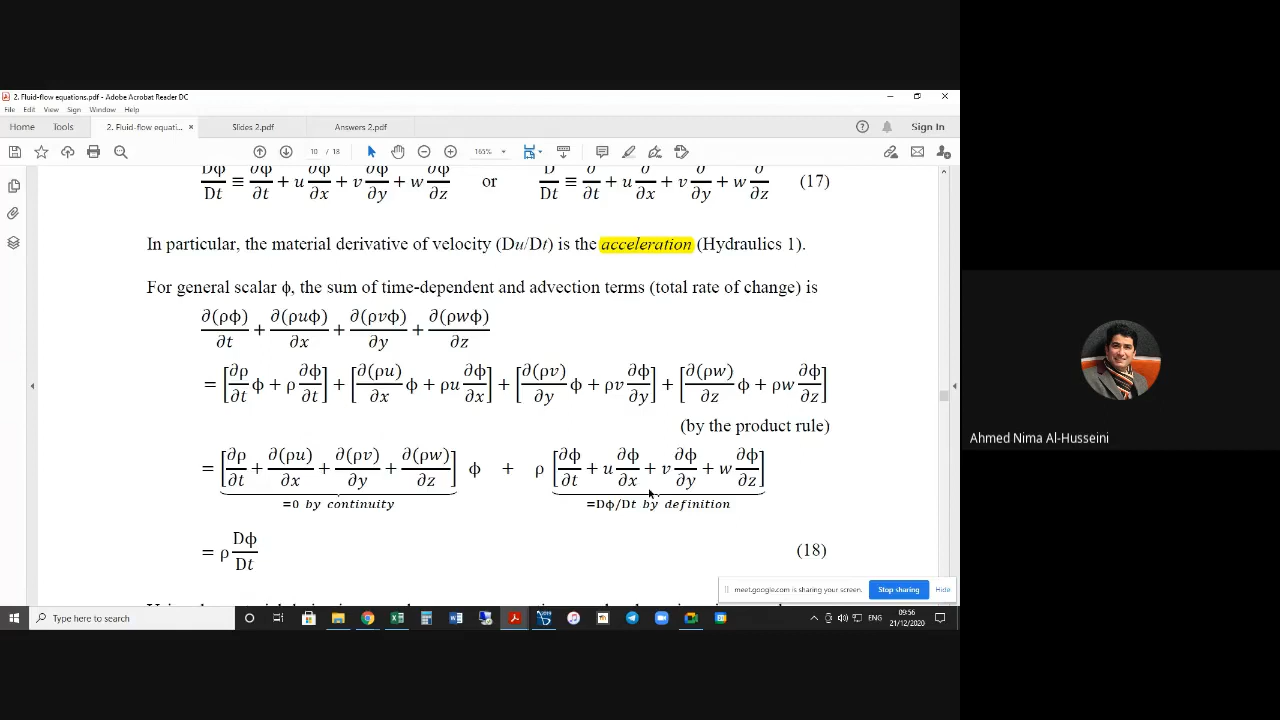 2. Fluid-flow equations.pdf - Adobe Acrobat Reader DC
File Edit View Sign Window Help
Home Tools 2. Fluid-flow equati... × Slides 2.pdf Answers 2.pdf Sign In
10 / 18 165%
Dϕ/Dt ≡ ∂ϕ/∂t + u ∂ϕ/∂x + v ∂ϕ/∂y + w ∂ϕ/∂z or D/Dt ≡ ∂/∂t + u ∂/∂x + v ∂/∂y + w ∂/∂z (17)
In particular, the material derivative of velocity (Du/Dt) is the acceleration (Hydraulics 1).
For general scalar ϕ, the sum of time-dependent and advection terms (total rate of change) is
∂(ρϕ)/∂t + ∂(ρuϕ)/∂x + ∂(ρvϕ)/∂y + ∂(ρwϕ)/∂z
= [∂ρ/∂t ϕ + ρ ∂ϕ/∂t] + [∂(ρu)/∂x ϕ + ρu ∂ϕ/∂x] + [∂(ρv)/∂y ϕ + ρv ∂ϕ/∂y] + [∂(ρw)/∂z ϕ + ρw ∂ϕ/∂z]
(by the product rule)
= [∂ρ/∂t + ∂(ρu)/∂x + ∂(ρv)/∂y + ∂(ρw)/∂z] ϕ + ρ [∂ϕ/∂t + u ∂ϕ/∂x + v ∂ϕ/∂y + w ∂ϕ/∂z]
=0 by continuity =Dϕ/Dt by definition
= ρ Dϕ/Dt (18)
meet.google.com is sharing your screen. Stop sharing Hide
Type here to search
ENG
09:56
21/12/2020
Ahmed Nima Al-Husseini